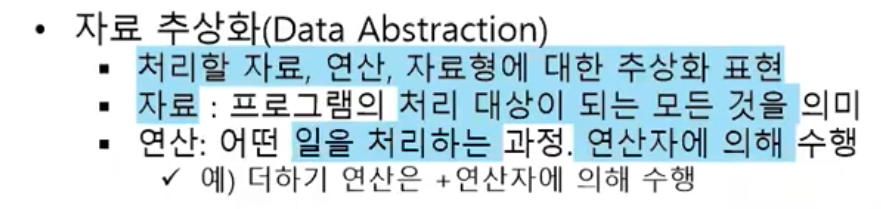 • 자료 추상화(Data Abstraction)
▪ 처리할 자료, 연산, 자료형에 대한 추상화 표현
▪ 자료 : 프로그램의 처리 대상이 되는 모든 것을 의미
▪ 연산: 어떤 일을 처리하는 과정. 연산자에 의해 수행
✓ 예) 더하기 연산은 +연산자에 의해 수행